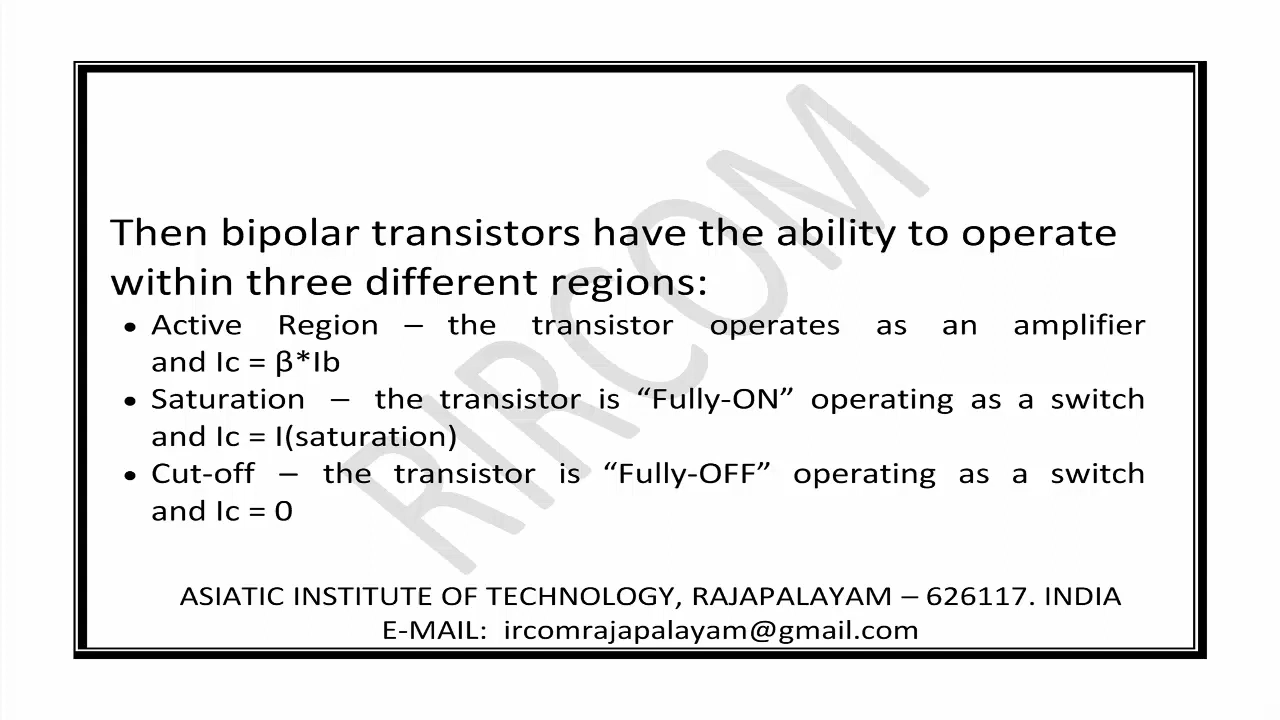 Then bipolar transistors have the ability to operate
within three different regions:
• Active Region – the transistor operates as an amplifier
and Ic = β*Ib
• Saturation – the transistor is “Fully-ON” operating as a switch
and Ic = I(saturation)
• Cut-off – the transistor is “Fully-OFF” operating as a switch
and Ic = 0
ASIATIC INSTITUTE OF TECHNOLOGY, RAJAPALAYAM – 626117. INDIA
E-MAIL: ircomrajapalayam@gmail.com
RIRCOM